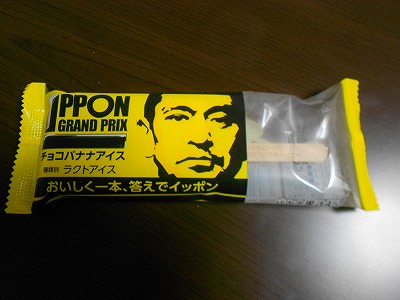 IPPON
GRAND PRIX
チョコバナナアイス
種類別 ラクトアイス
おいしく一本、答えでイッポン